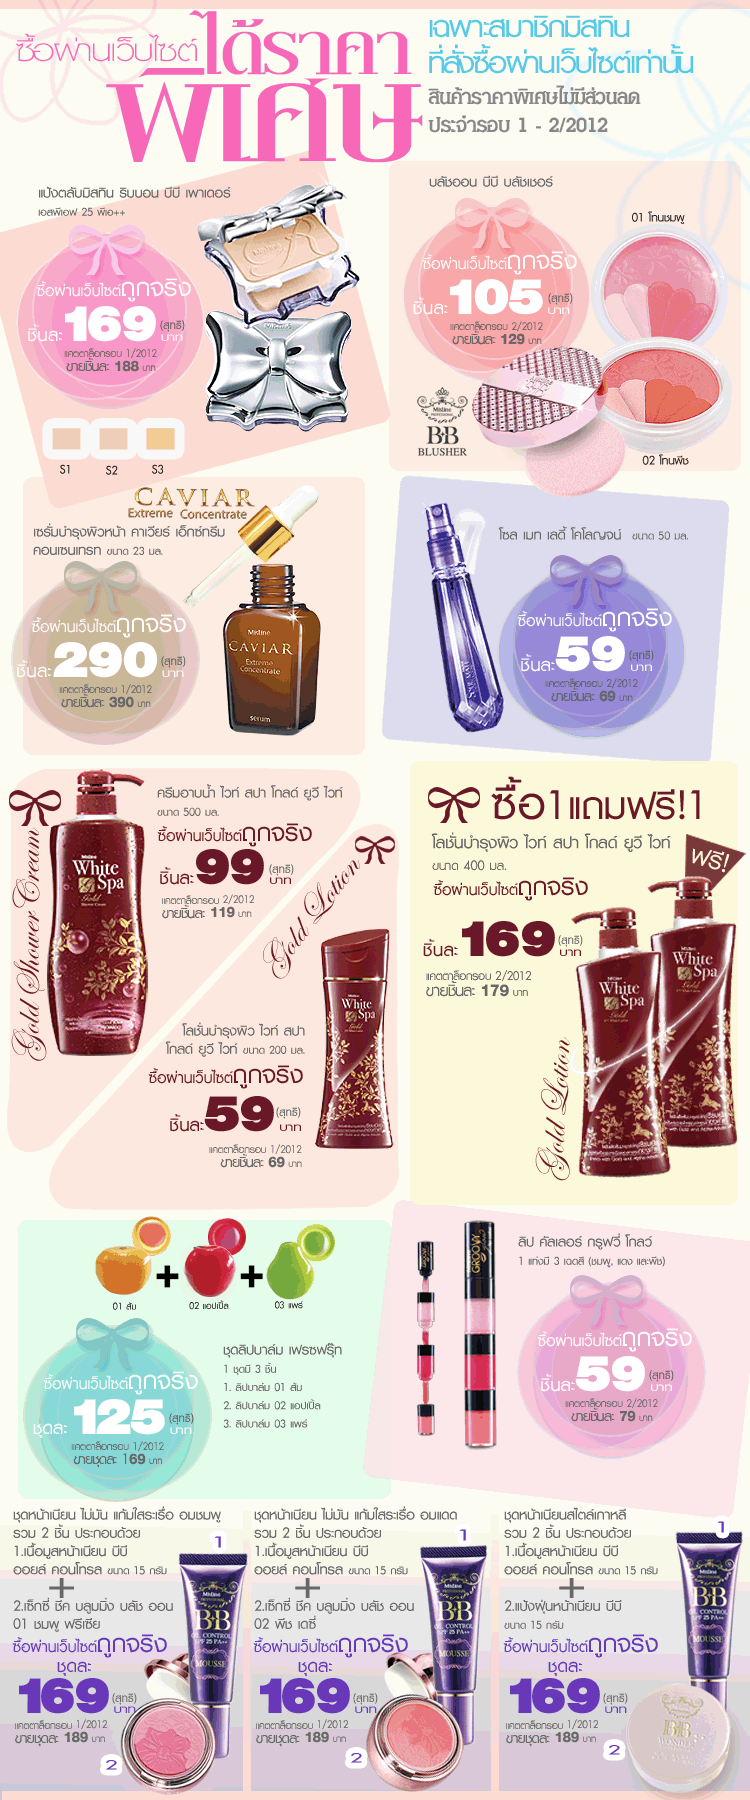 ซื้อผ่านเว็บไซต์ ได้ราคา
พิเศษ
เฉพาะสมาชิกมิสทิน
ที่สั่งซื้อผ่านเว็บไซต์เท่านั้น
สินค้าราคาพิเศษไม่มีส่วนลด
ประจำรอบ 1 - 2/2012
แป้งตลับมิสทิน ริบบอน บีบี เพาเดอร์
เอสพีเอฟ 25 พีเอ++
ซื้อผ่านเว็บไซต์ถูกจริง
ชิ้นละ 169 (สุทธิ) บาท
แคตตาล็อกรอบ 1/2012
ขายชิ้นละ 188 บาท
S1 S2 S3
บลัชออน บีบี บลัชเชอร์
01 โทนชมพู
ซื้อผ่านเว็บไซต์ถูกจริง
ชิ้นละ 105 (สุทธิ) บาท
แคตตาล็อกรอบ 2/2012
ขายชิ้นละ 129 บาท
Mistine
PROFESSIONAL
BB
BLUSHER
02 โทนพีช
CAVIAR
Extreme Concentrate
เซรั่มบำรุงผิวหน้า คาเวียร์ เอ็กซ์ทรีม
คอนเซนเทรท ขนาด 23 มล.
ซื้อผ่านเว็บไซต์ถูกจริง
ชิ้นละ 290 (สุทธิ) บาท
แคตตาล็อกรอบ 1/2012
ขายชิ้นละ 390 บาท
Mistine
CAVIAR
Extreme
Concentrate
serum
โซล เมท เลดี้ โคโลญจน์ ขนาด 50 มล.
ซื้อผ่านเว็บไซต์ถูกจริง
ชิ้นละ 59 (สุทธิ) บาท
แคตตาล็อกรอบ 2/2012
ขายชิ้นละ 69 บาท
ครีมอาบน้ำ ไวท์ สปา โกลด์ ยูวี ไวท์
ขนาด 500 มล.
ซื้อผ่านเว็บไซต์ถูกจริง
ชิ้นละ 99 (สุทธิ) บาท
แคตตาล็อกรอบ 2/2012
ขายชิ้นละ 119 บาท
Gold Shower Cream
Mistine
White
Spa
Gold
Shower Cream
Gold Lotion
โลชั่นบำรุงผิว ไวท์ สปา
โกลด์ ยูวี ไวท์ ขนาด 200 มล.
ซื้อผ่านเว็บไซต์ถูกจริง
ชิ้นละ 59 (สุทธิ) บาท
แคตตาล็อกรอบ 1/2012
ขายชิ้นละ 69 บาท
Mistine
White
Spa
Gold
ซื้อ 1 แถมฟรี! 1
โลชั่นบำรุงผิว ไวท์ สปา โกลด์ ยูวี ไวท์
ขนาด 400 มล.
ฟรี!
ซื้อผ่านเว็บไซต์ถูกจริง
ชิ้นละ 169 (สุทธิ) บาท
แคตตาล็อกรอบ 2/2012
ขายชิ้นละ 179 บาท
Gold Lotion
Mistine
White
Spa
Gold
Mistine
White
Spa
Gold
01 ส้ม
02 แอปเปิ้ล
03 แพร์
ชุดลิปบาล์ม เฟรชฟรุ๊ท
1 ชุดมี 3 ชิ้น
1. ลิปบาล์ม 01 ส้ม
2. ลิปบาล์ม 02 แอปเปิ้ล
3. ลิปบาล์ม 03 แพร์
ซื้อผ่านเว็บไซต์ถูกจริง
ชุดละ 125 (สุทธิ) บาท
แคตตาล็อกรอบ 1/2012
ขายชุดละ 169 บาท
GROOVY
ลิป คัลเลอร์ กรูฟวี่ โกลว์
1 แท่งมี 3 เฉดสี (ชมพู, แดง และพีช)
ซื้อผ่านเว็บไซต์ถูกจริง
ชิ้นละ 59 (สุทธิ) บาท
แคตตาล็อกรอบ 2/2012
ขายชิ้นละ 79 บาท
ชุดหน้าเนียน ไม่มัน แก้มใสระเรื่อ อมชมพู
รวม 2 ชิ้น ประกอบด้วย
1.เนื้อมูสหน้าเนียน บีบี
ออยล์ คอนโทรล ขนาด 15 กรัม
+
2.เซ็กซี่ ชีค บลูมมิ่ง บลัช ออน
01 ชมพู ฟรีเซีย
ซื้อผ่านเว็บไซต์ถูกจริง
ชุดละ
169 (สุทธิ) บาท
แคตตาล็อกรอบ 1/2012
ขายชุดละ 189 บาท
1
2
Mistine
BB
OIL CONTROL
SPF 25 PA++
MOUSSE
ชุดหน้าเนียน ไม่มัน แก้มใสระเรื่อ อมแดด
รวม 2 ชิ้น ประกอบด้วย
1.เนื้อมูสหน้าเนียน บีบี
ออยล์ คอนโทรล ขนาด 15 กรัม
+
2.เซ็กซี่ ชีค บลูมมิ่ง บลัช ออน
02 พีช เดซี่
ซื้อผ่านเว็บไซต์ถูกจริง
ชุดละ
169 (สุทธิ) บาท
แคตตาล็อกรอบ 1/2012
ขายชุดละ 189 บาท
1
2
Mistine
BB
OIL CONTROL
SPF 25 PA++
MOUSSE
ชุดหน้าเนียนสไตล์เกาหลี
รวม 2 ชิ้น ประกอบด้วย
1.เนื้อมูสหน้าเนียน บีบี
ออยล์ คอนโทรล ขนาด 15 กรัม
+
2.แป้งฝุ่นหน้าเนียน บีบี
ขนาด 15 กรัม
ซื้อผ่านเว็บไซต์ถูกจริง
ชุดละ
169 (สุทธิ) บาท
แคตตาล็อกรอบ 1/2012
ขายชุดละ 189 บาท
1
2
Mistine
BB
OIL CONTROL
SPF 25 PA++
MOUSSE
BB
WONDER